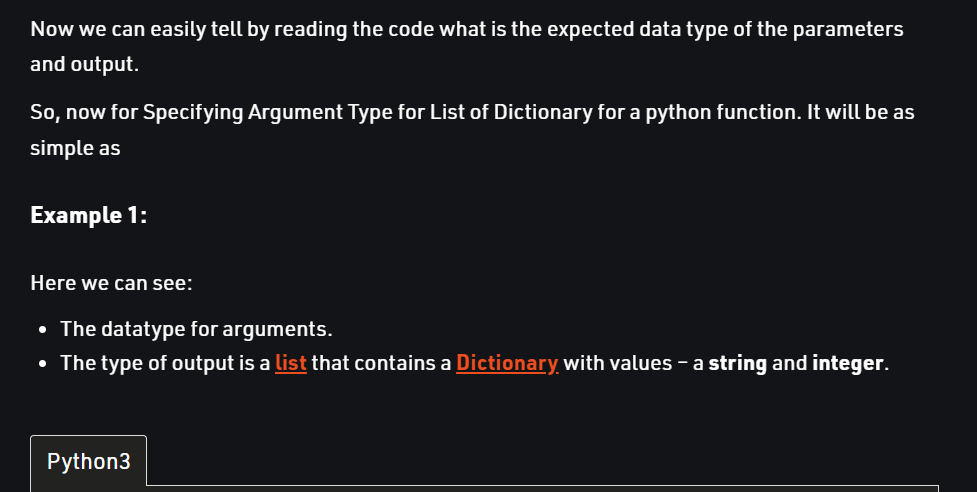 Now we can easily tell by reading the code what is the expected data type of the parameters
and output.
So, now for Specifying Argument Type for List of Dictionary for a python function. It will be as
simple as
Example 1:
Here we can see:
• The datatype for arguments.
• The type of output is a list that contains a Dictionary with values – a string and integer.
Python3